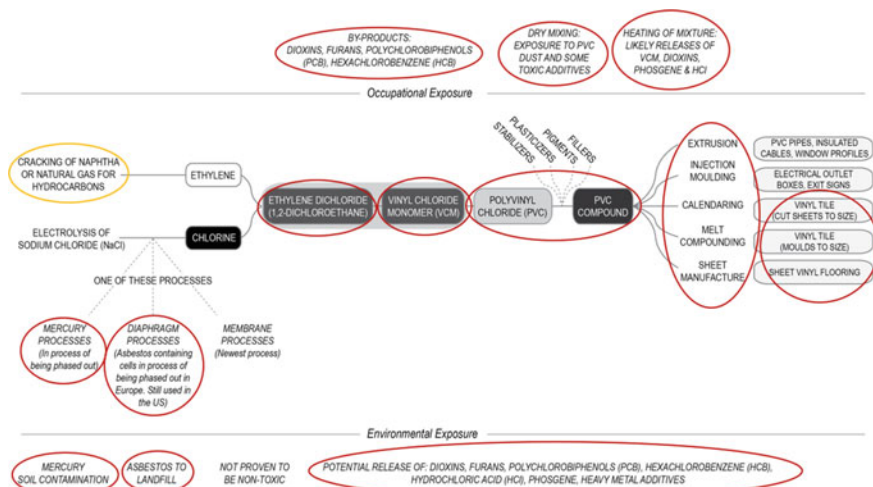 BY-PRODUCTS:
DIOXINS, FURANS, POLYCHLOROBIPHENOLS
(PCB), HEXACHLOROBENZENE (HCB)
DRY MIXING:
EXPOSURE TO PVC
DUST AND SOME
TOXIC ADDITIVES
HEATING OF MIXTURE:
LIKELY RELEASES OF
VCM, DIOXINS,
PHOSGENE & HCl
Occupational Exposure
CRACKING OF NAPHTHA
OR NATURAL GAS FOR
HYDROCARBONS
ETHYLENE
ELECTROLYSIS OF
SODIUM CHLORIDE (NaCl)
CHLORINE
ETHYLENE DICHLORIDE
(1,2-DICHLOROETHANE)
VINYL CHLORIDE
MONOMER (VCM)
POLYVINYL
CHLORIDE (PVC)
STABILIZERS
PLASTICIZERS
PIGMENTS
FILLERS
PVC
COMPOUND
EXTRUSION
PVC PIPES, INSULATED
CABLES, WINDOW PROFILES
INJECTION
MOULDING
ELECTRICAL OUTLET
BOXES, EXIT SIGNS
CALENDARING
VINYL TILE
(CUT SHEETS TO SIZE)
MELT
COMPOUNDING
VINYL TILE
(MOULDS TO SIZE)
SHEET
MANUFACTURE
SHEET VINYL FLOORING
ONE OF THESE PROCESSES
MERCURY
PROCESSES
(In process of
being phased out)
DIAPHRAGM
PROCESSES
(Asbestos containing
cells in process of
being phased out in
Europe. Still used in
the US)
MEMBRANE
PROCESSES
(Newest process)
Environmental Exposure
MERCURY
SOIL CONTAMINATION
ASBESTOS TO
LANDFILL
NOT PROVEN TO
BE NON-TOXIC
POTENTIAL RELEASE OF: DIOXINS, FURANS, POLYCHLOROBIPHENOLS (PCB), HEXACHLOROBENZENE (HCB),
HYDROCHLORIC ACID (HCl), PHOSGENE, HEAVY METAL ADDITIVES